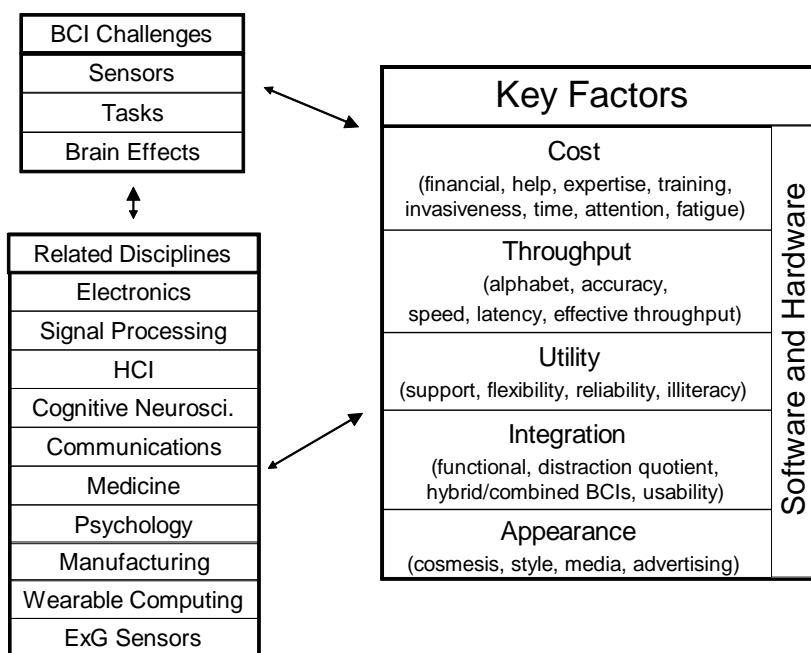 BCI Challenges
Sensors
Tasks
Brain Effects
Related Disciplines
Electronics
Signal Processing
HCI
Cognitive Neurosci.
Communications
Medicine
Psychology
Manufacturing
Wearable Computing
ExG Sensors
Key Factors
Cost
(financial, help, expertise, training,
invasiveness, time, attention, fatigue)
Throughput
(alphabet, accuracy,
speed, latency, effective throughput)
Utility
(support, flexibility, reliability, illiteracy)
Integration
(functional, distraction quotient,
hybrid/combined BCIs, usability)
Appearance
(cosmesis, style, media, advertising)
Software and Hardware